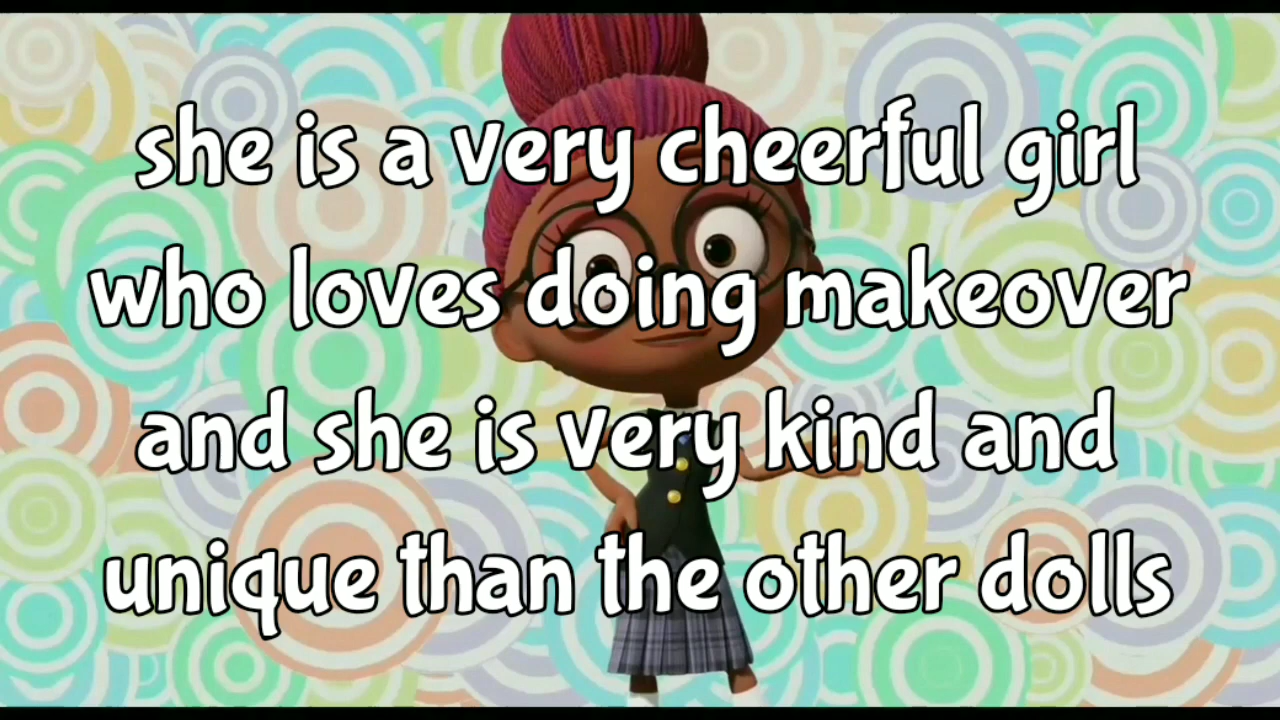 she is a very cheerful girl
who loves doing makeover
and she is very kind and
unique than the other dolls